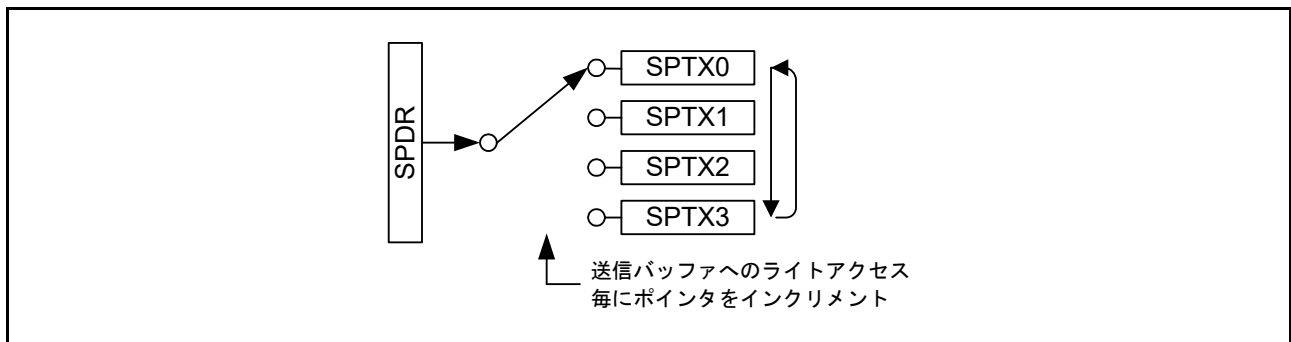 SPDR
SPTX0
SPTX1
SPTX2
SPTX3
送信バッファへのライトアクセス
毎にポインタをインクリメント